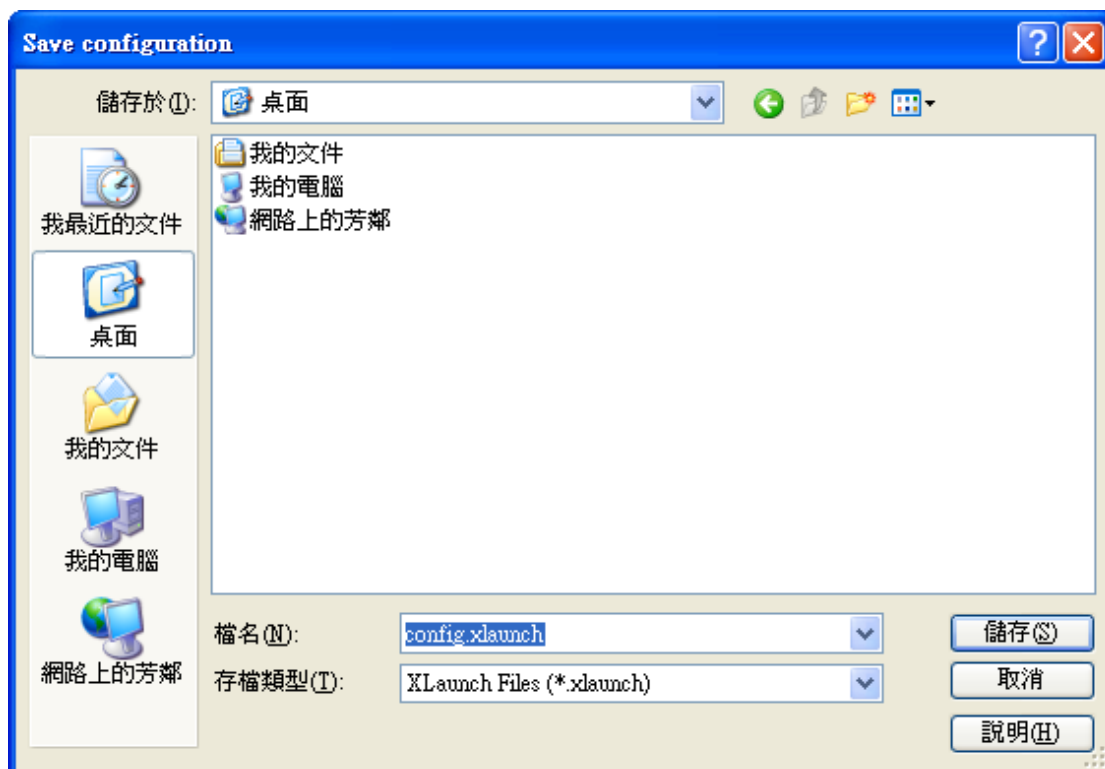 Save configuration
儲存於(I): 桌面
我的文件
我的電腦
網路上的芳鄰
我最近的文件
桌面
我的文件
我的電腦
網路上的芳鄰
檔名(N): config.xlaunch 儲存(S)
存檔類型(T): XLaunch Files (*.xlaunch) 取消
說明(H)